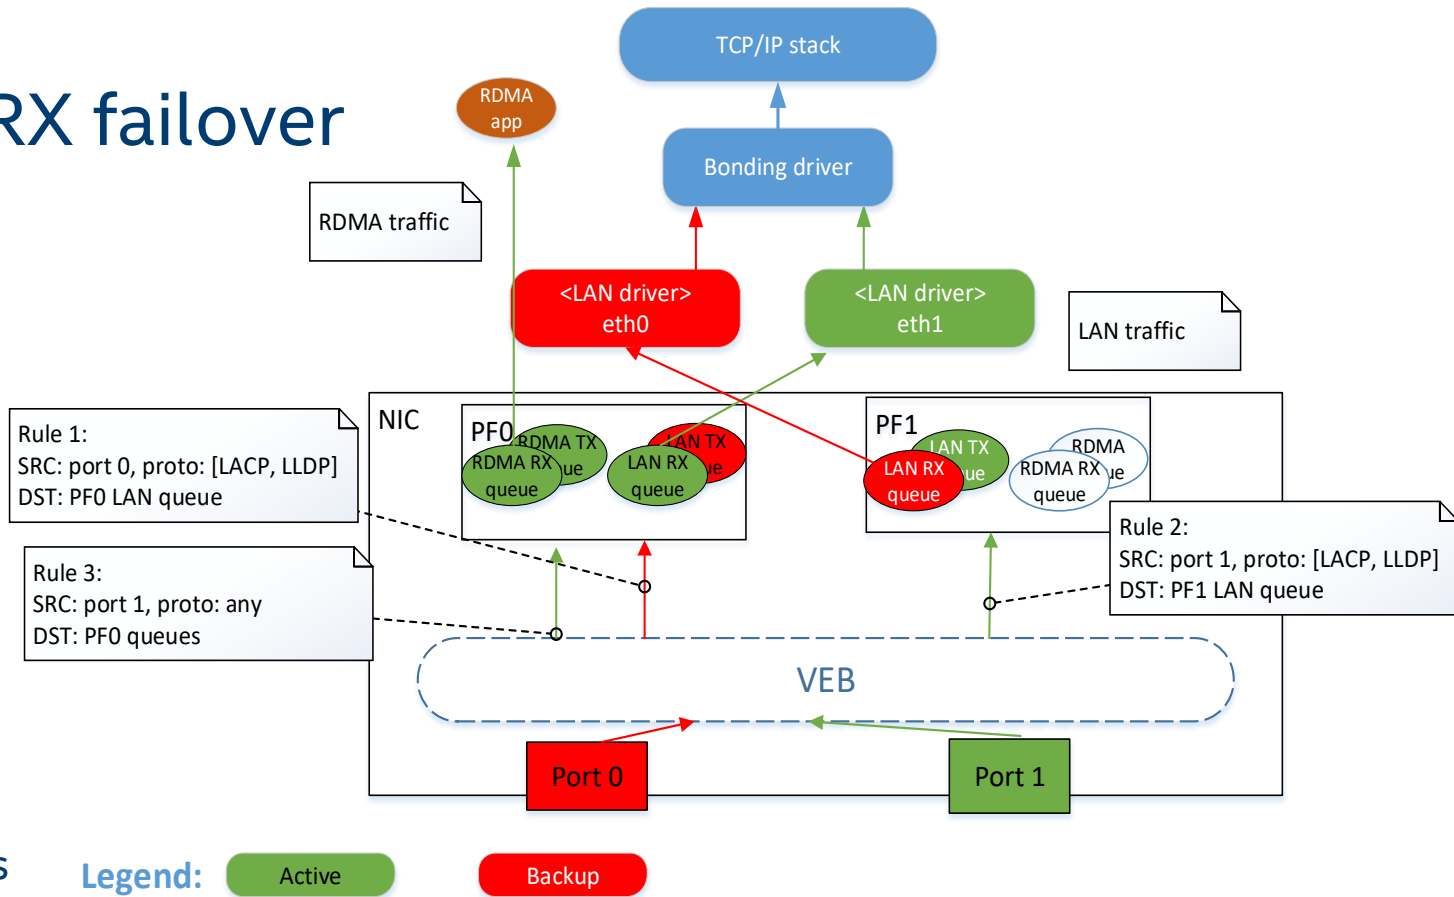 RX failover
TCP/IP stack
RDMA
app
Bonding driver
RDMA traffic
<LAN driver>
eth0
<LAN driver>
eth1
LAN traffic
NIC
PF0
RDMA TX
ue
RDMA RX
queue
LAN TX
ue
LAN RX
queue
PF1
LAN TX
ue
LAN RX
queue
RDMA
ue
RDMA RX
queue
Rule 1:
SRC: port 0, proto: [LACP, LLDP]
DST: PF0 LAN queue
Rule 2:
SRC: port 1, proto: [LACP, LLDP]
DST: PF1 LAN queue
Rule 3:
SRC: port 1, proto: any
DST: PF0 queues
VEB
Port 0
Port 1
s
Legend:
Active
Backup